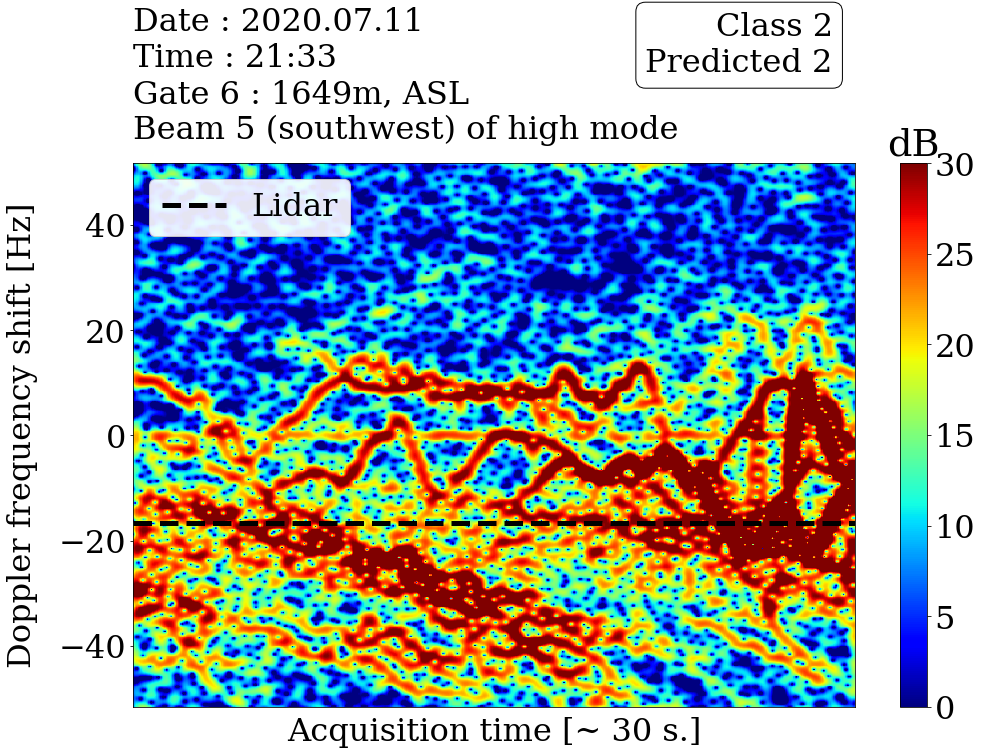 Date : 2020.07.11
Time : 21:33
Gate 6 : 1649m, ASL
Beam 5 (southwest) of high mode
Class 2
Predicted 2
dB
Lidar
Doppler frequency shift [Hz]
40
20
0
−20
−40
30
25
20
15
10
5
0
Acquisition time [~ 30 s.]